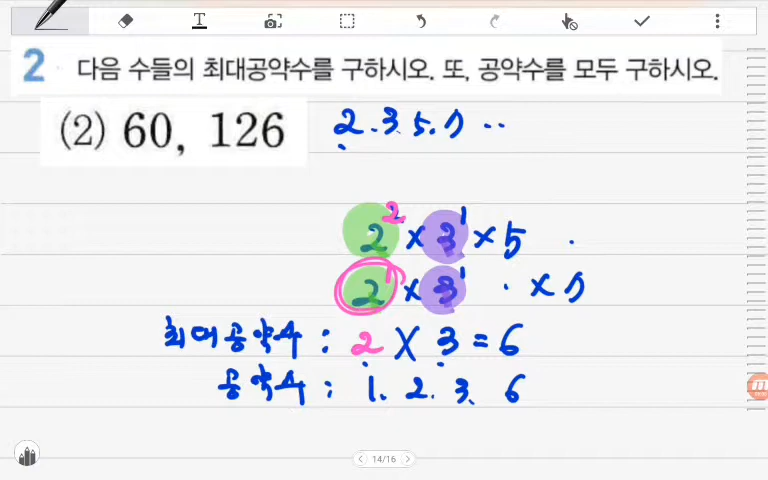 2 다음 수들의 최대공약수를 구하시오. 또, 공약수를 모두 구하시오.
(2) 60, 126
2. 3. 5. 7 ..
2² × 3¹ × 5
2¹ × 3¹ · × 7
최대공약수 : 2 × 3 = 6
공약수 : 1. 2. 3. 6
14/16